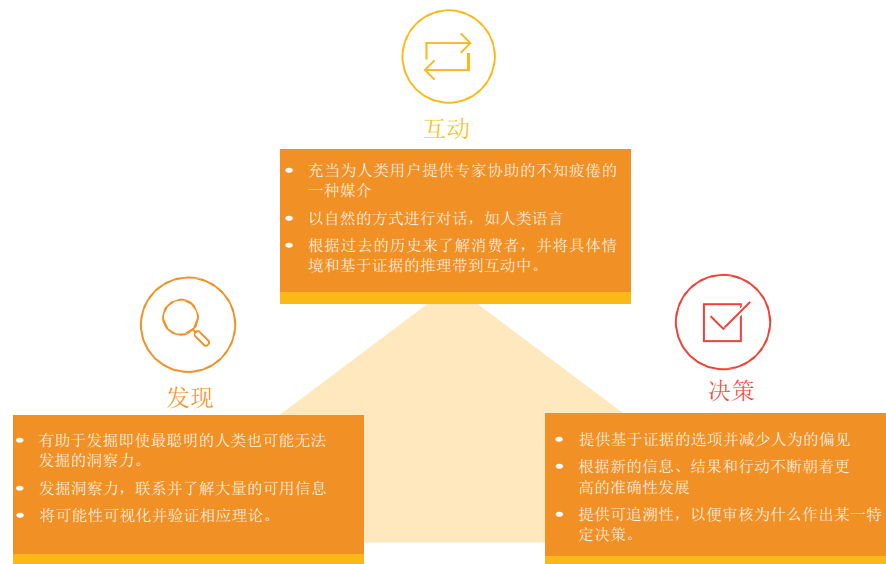 互动
充当为人类用户提供专家协助的不知疲倦的
一种媒介
以自然的方式进行对话，如人类语言
根据过去的历史来了解消费者，并将具体情
境和基于证据的推理带到互动中。
发现
有助于发掘即使最聪明的人类也可能无法
发掘的洞察力。
发掘洞察力，联系并了解大量的可用信息
将可能性可视化并验证相应理论。
决策
提供基于证据的选项并减少人为的偏见
根据新的信息、结果和行动不断朝着更
高的准确性发展
提供可追溯性，以便审核为什么作出某一特
定决策。